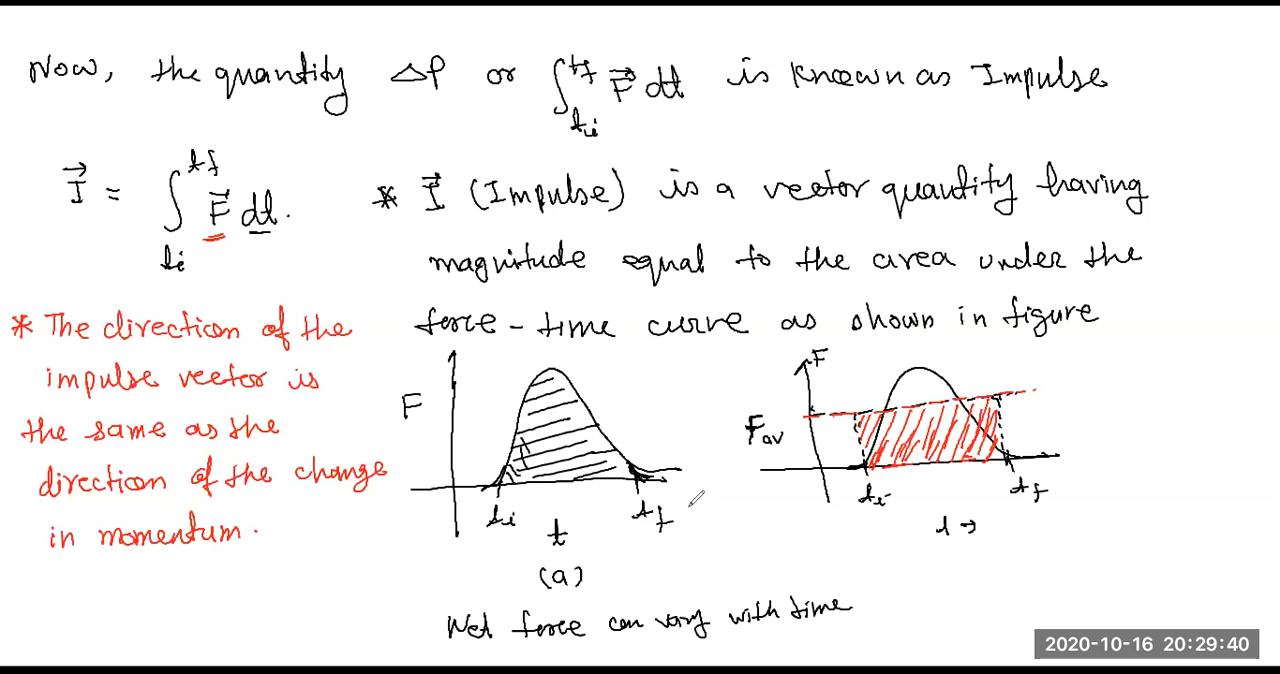 Now, the quantity △P or ∫ti^tf F⃗ dt is known as Impulse
I⃗ = ∫ti^tf F⃗ dt.
* I⃗ (Impulse) is a vector quantity having
magnitude equal to the area under the
force-time curve as shown in figure
* The direction of the
impulse vector is
the same as the
direction of the change
in momentum.
F
ti
tf
t
(a)
Net force can vary with time
F
Fav
ti
tf
t →
2020-10-16 20:29:40